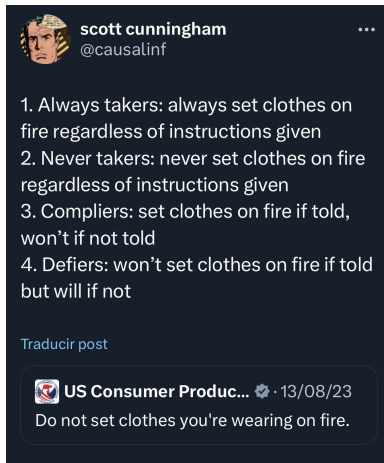 scott cunningham
@causalinf
1. Always takers: always set clothes on
fire regardless of instructions given
2. Never takers: never set clothes on fire
regardless of instructions given
3. Compliers: set clothes on fire if told,
won’t if not told
4. Defiers: won’t set clothes on fire if told
but will if not
Traducir post
US Consumer Produc... · 13/08/23
Do not set clothes you're wearing on fire.